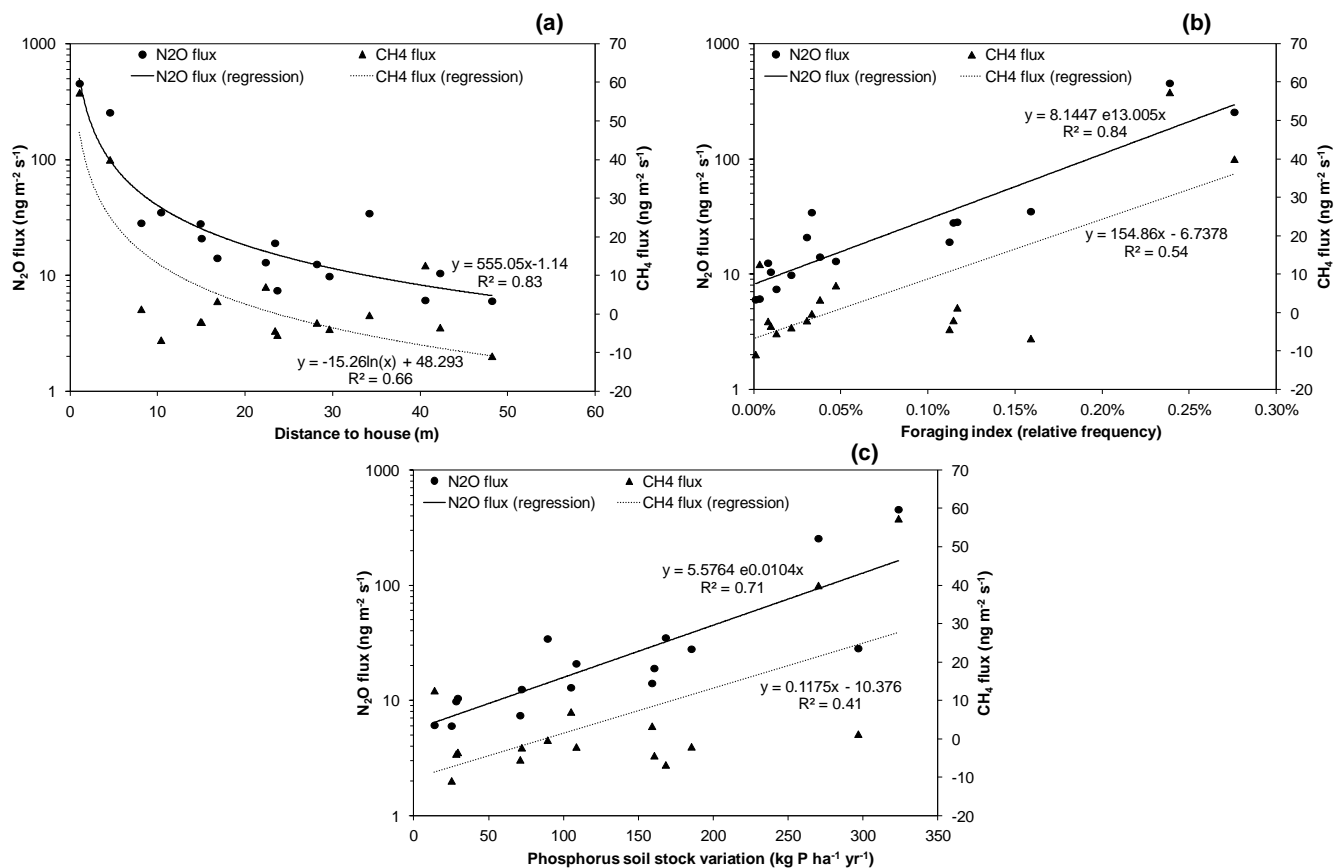 (a)
N2O flux
CH4 flux
N2O flux (regression)
CH4 flux (regression)
1000
100
10
1
N₂O flux (ng m⁻² s⁻¹)
70
60
50
40
30
20
10
0
-10
-20
CH₄ flux (ng m⁻² s⁻¹)
y = 555.05x-1.14
R² = 0.83
y = -15.26ln(x) + 48.293
R² = 0.66
0 10 20 30 40 50 60
Distance to house (m)
(b)
N2O flux
CH4 flux
N2O flux (regression)
CH4 flux (regression)
1000
100
10
1
N₂O flux (ng m⁻² s⁻¹)
70
60
50
40
30
20
10
0
-10
-20
CH₄ flux (ng m⁻² s⁻¹)
y = 8.1447 e13.005x
R² = 0.84
y = 154.86x - 6.7378
R² = 0.54
0.00% 0.05% 0.10% 0.15% 0.20% 0.25% 0.30%
Foraging index (relative frequency)
(c)
N2O flux
CH4 flux
N2O flux (regression)
CH4 flux (regression)
1000
100
10
1
N₂O flux (ng m⁻² s⁻¹)
70
60
50
40
30
20
10
0
-10
-20
CH₄ flux (ng m⁻² s⁻¹)
y = 5.5764 e0.0104x
R² = 0.71
y = 0.1175x - 10.376
R² = 0.41
0 50 100 150 200 250 300 350
Phosphorus soil stock variation (kg P ha⁻¹ yr⁻¹)